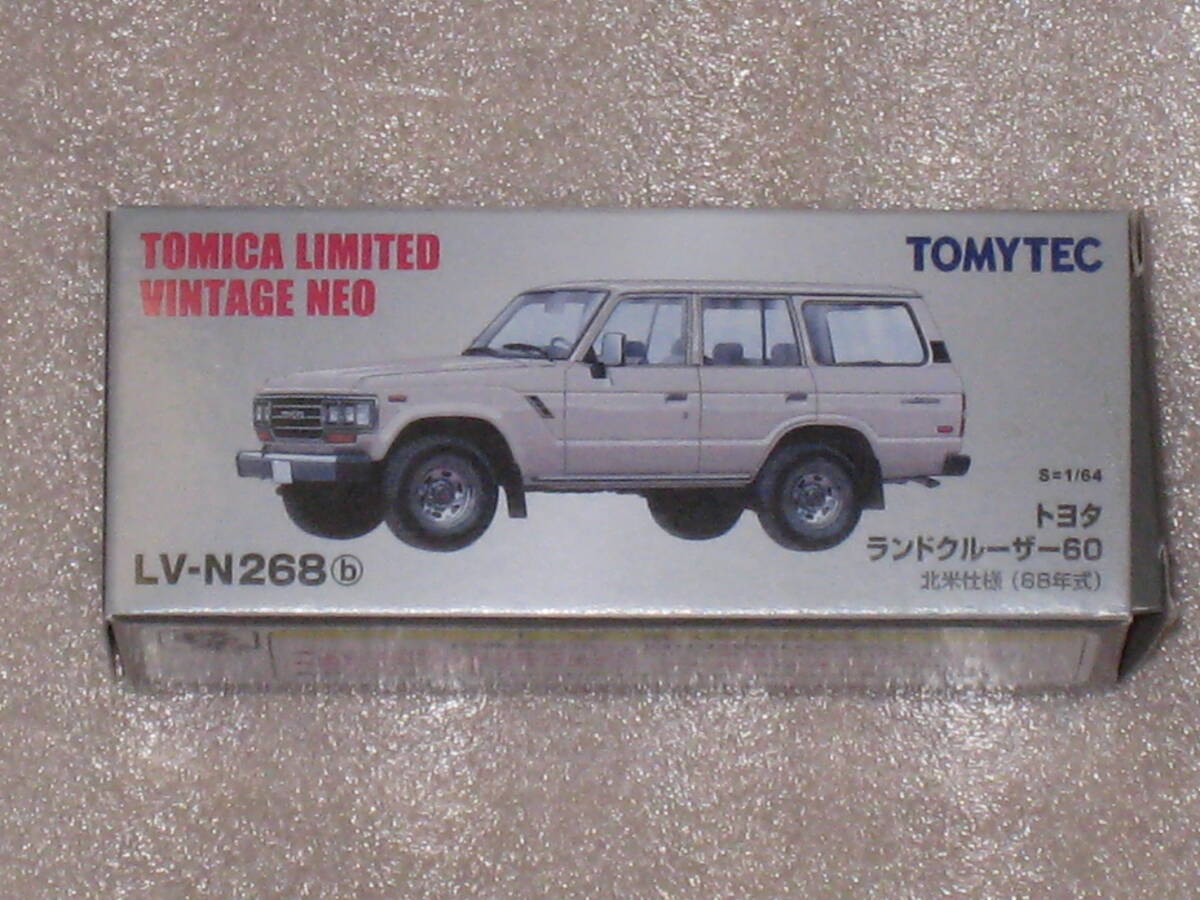 TOMICA LIMITED
VINTAGE NEO
TOMYTEC
S=1/64
トヨタ
ランドクルーザー60
北米仕様 (88年式)
LV-N268ⓑ